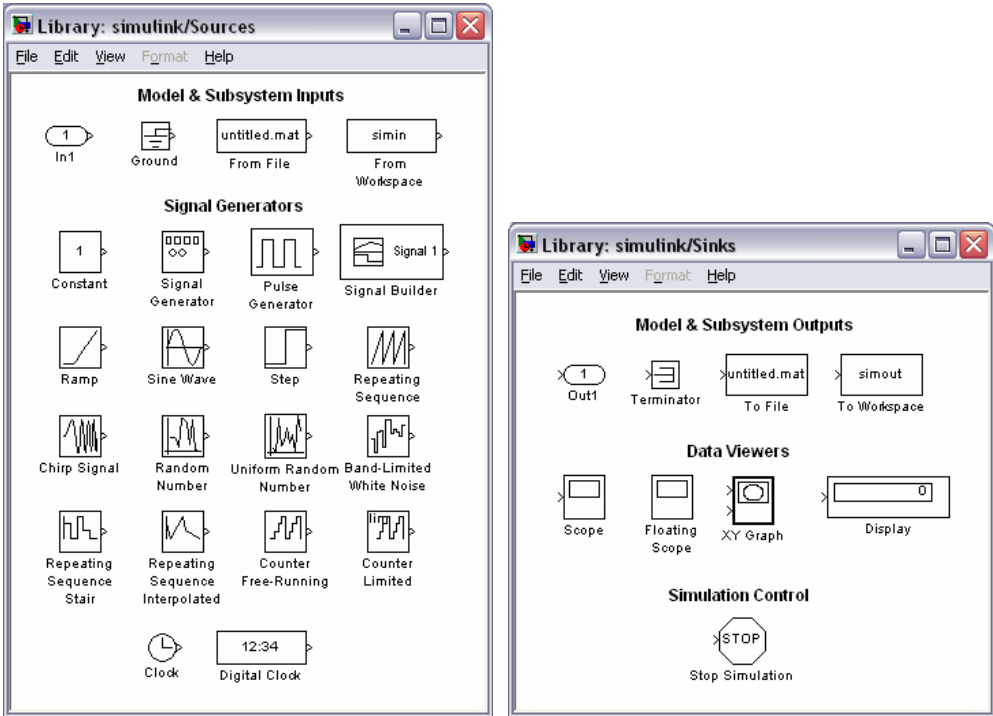 Library: simulink/Sources
File Edit View Format Help
Model & Subsystem Inputs
1
In1
Ground
untitled.mat
From File
simin
From
Workspace
Signal Generators
1
Constant
Signal
Generator
Pulse
Generator
Signal 1
Signal Builder
Ramp
Sine Wave
Step
Repeating
Sequence
Chirp Signal
Random
Number
Uniform Random
Number
Band-Limited
White Noise
Repeating
Sequence
Stair
Repeating
Sequence
Interpolated
Counter
Free-Running
lim
Counter
Limited
Clock
12:34
Digital Clock
Library: simulink/Sinks
File Edit View Format Help
Model & Subsystem Outputs
1
Out1
Terminator
untitled.mat
To File
simout
To Workspace
Data Viewers
Scope
Floating
Scope
XY Graph
0
Display
Simulation Control
STOP
Stop Simulation